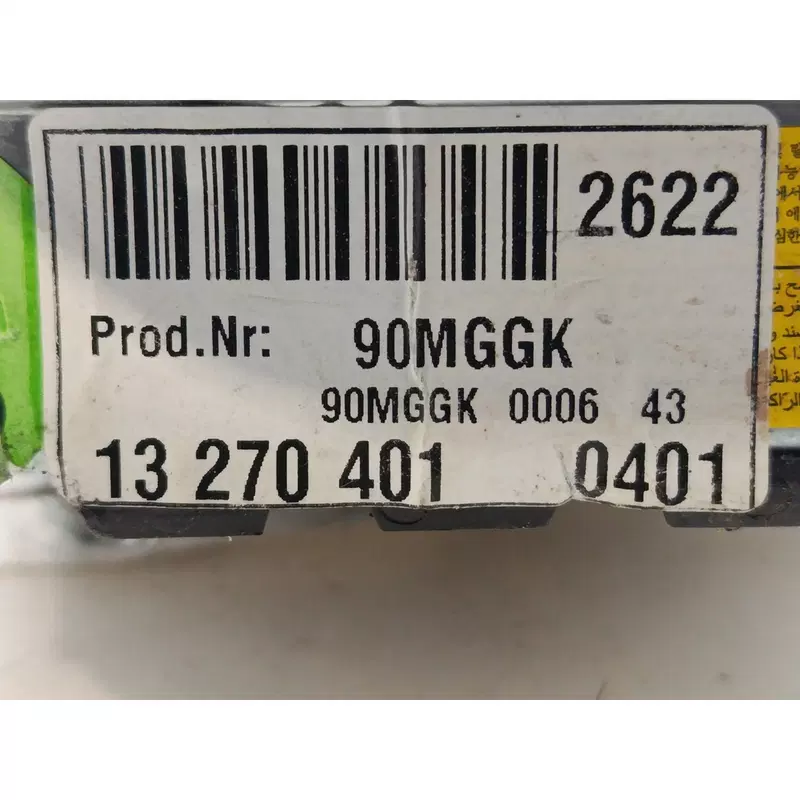 2622
Prod.Nr: 90MGGK
90MGGK 0006 43
13 270 401 0401